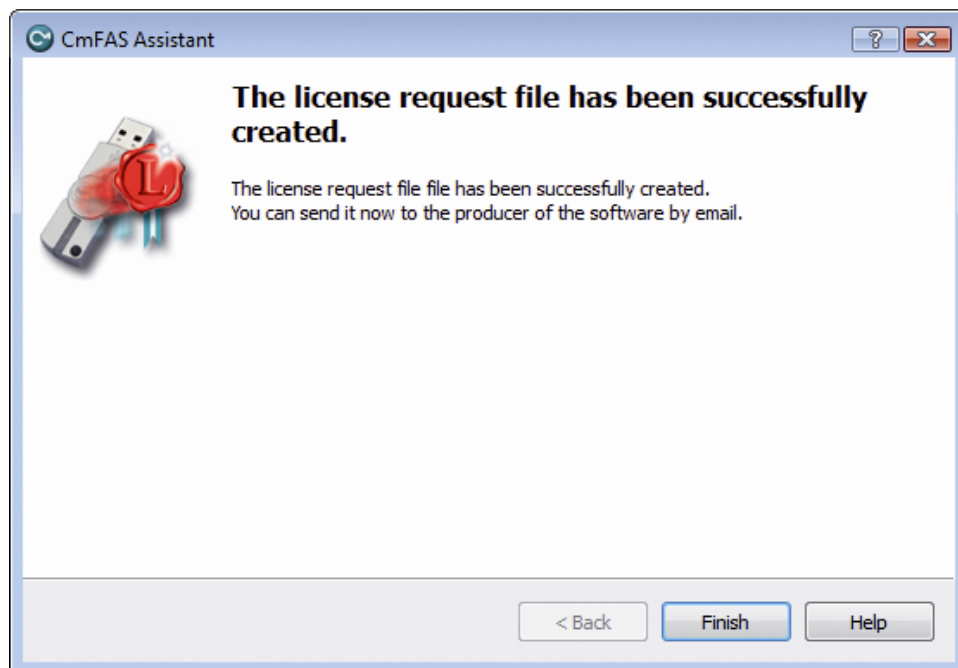 CmFAS Assistant
The license request file has been successfully
created.
The license request file file has been successfully created.
You can send it now to the producer of the software by email.
L
< Back
Finish
Help